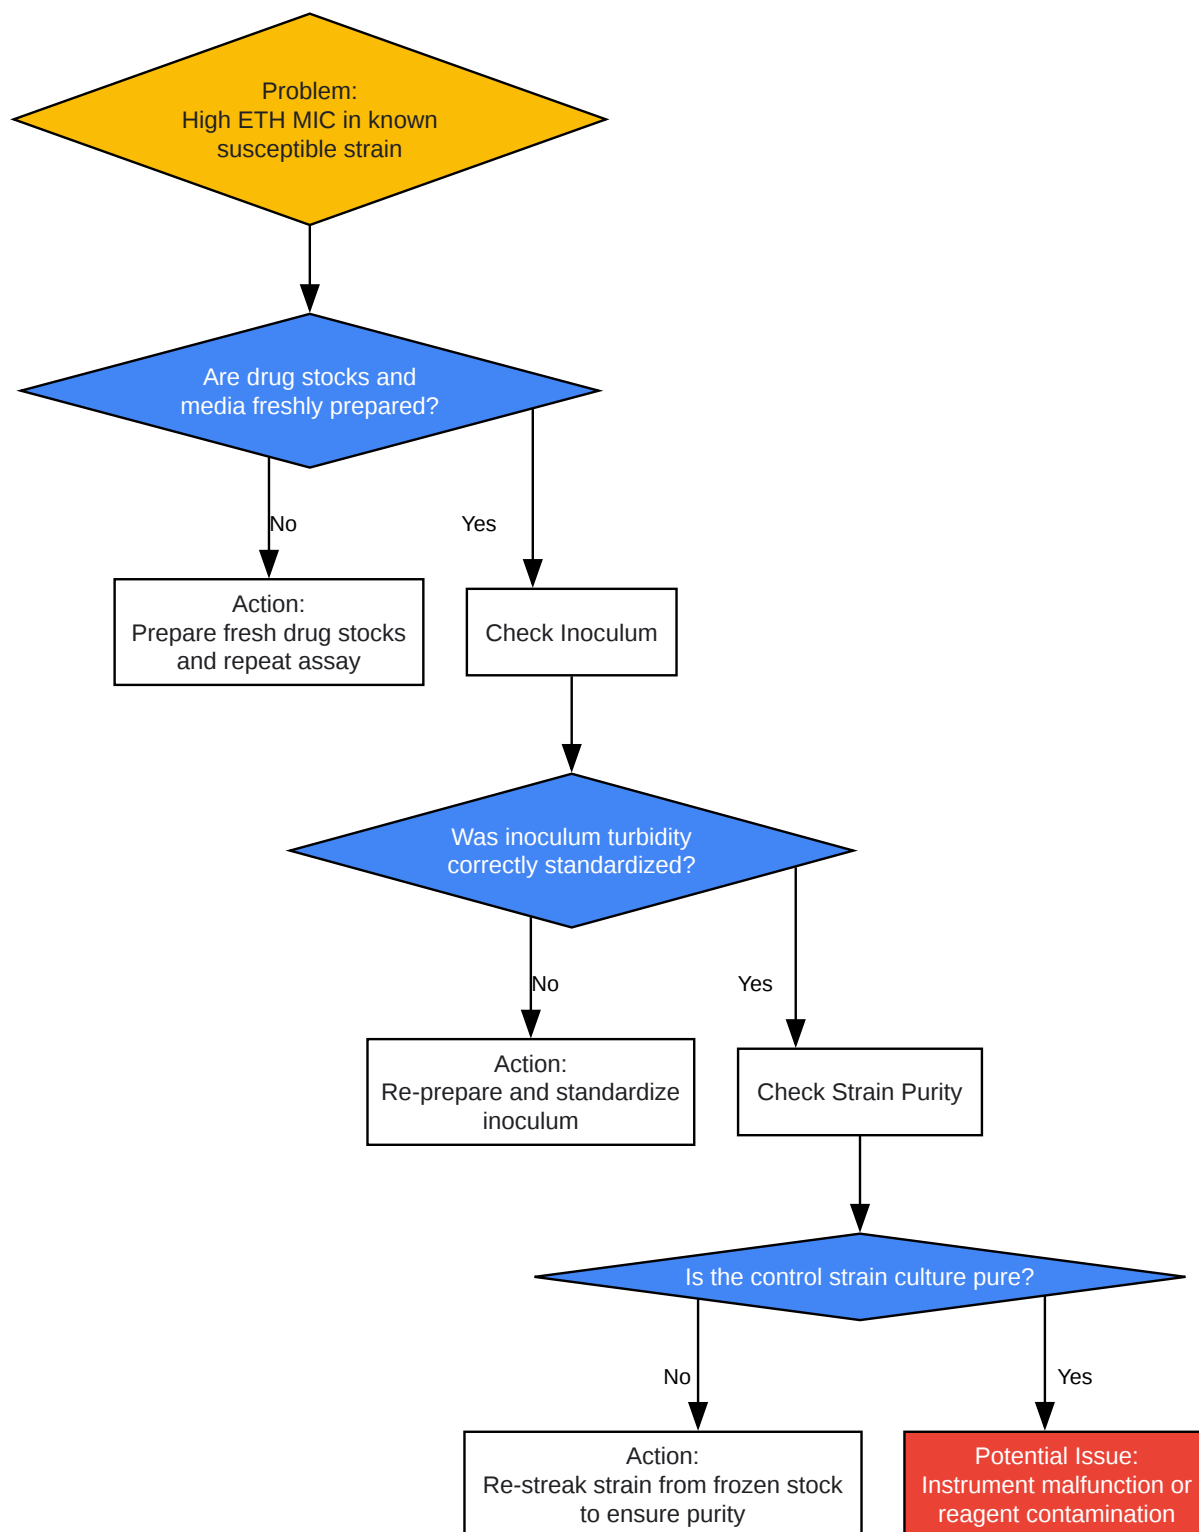 Problem:
High ETH MIC in known
susceptible strain
Are drug stocks and
media freshly prepared?
No
Yes
Action:
Prepare fresh drug stocks
and repeat assay
Check Inoculum
Was inoculum turbidity
correctly standardized?
No
Yes
Action:
Re-prepare and standardize
inoculum
Check Strain Purity
Is the control strain culture pure?
No
Yes
Action:
Re-streak strain from frozen stock
to ensure purity
Potential Issue:
Instrument malfunction or
reagent contamination